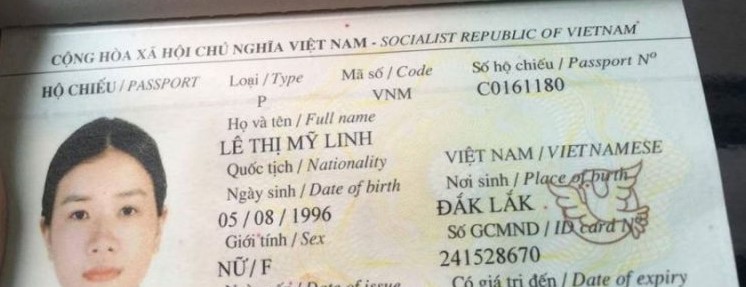 CỘNG HÒA XÃ HỘI CHỦ NGHĨA VIỆT NAM - SOCIALIST REPUBLIC OF VIETNAM
HỘ CHIẾU / PASSPORT Loại / Type Mã số / Code Số hộ chiếu / Passport Nº
P VNM C0161180
Họ và tên / Full name
LÊ THỊ MỸ LINH
Quốc tịch / Nationality VIỆT NAM / VIETNAMESE
Ngày sinh / Date of birth Nơi sinh / Place of birth
05 / 08 / 1996 ĐẮK LẮK
Giới tính / Sex Số GCMND / ID card Nº
NỮ / F 241528670
Date of issue Có giá trị đến / Date of expiry